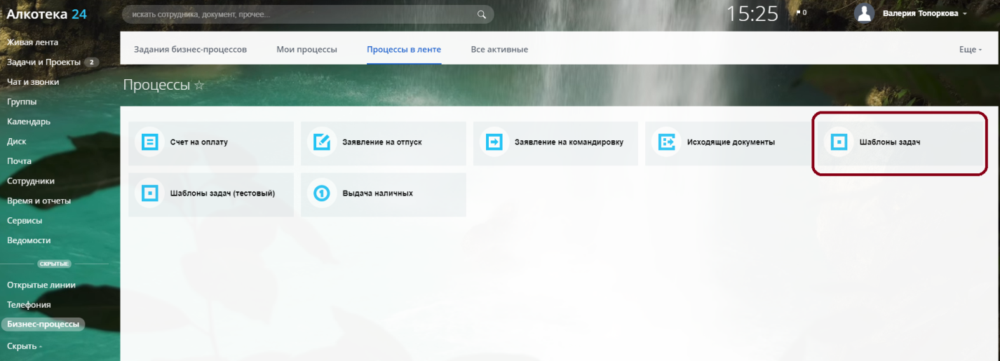 Алкотека 24
искать сотрудника, документ, прочее...
15:25
0
Валерия Топоркова
Живая лента
Задачи и Проекты 2
Чат и звонки
Группы
Календарь
Диск
Почта
Сотрудники
Время и отчеты
Сервисы
Ведомости
СКРЫТЫЕ
Открытые линии
Телефония
Бизнес-процессы
Скрыть
Задания бизнес-процессов Мои процессы Процессы в ленте Все активные Еще
Процессы
Счет на оплату Заявление на отпуск Заявление на командировку Исходящие документы Шаблоны задач
Шаблоны задач (тестовый) Выдача наличных